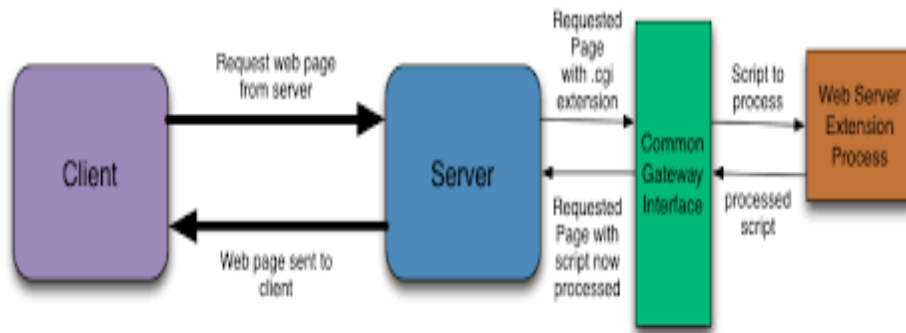 Request web page
from server
Client
Web page sent to
client
Server
Requested
Page
with .cgi
extension
Requested
Page with
script now
processed
Common
Gateway
Interface
Script to
process
processed
script
Web Server
Extension
Process